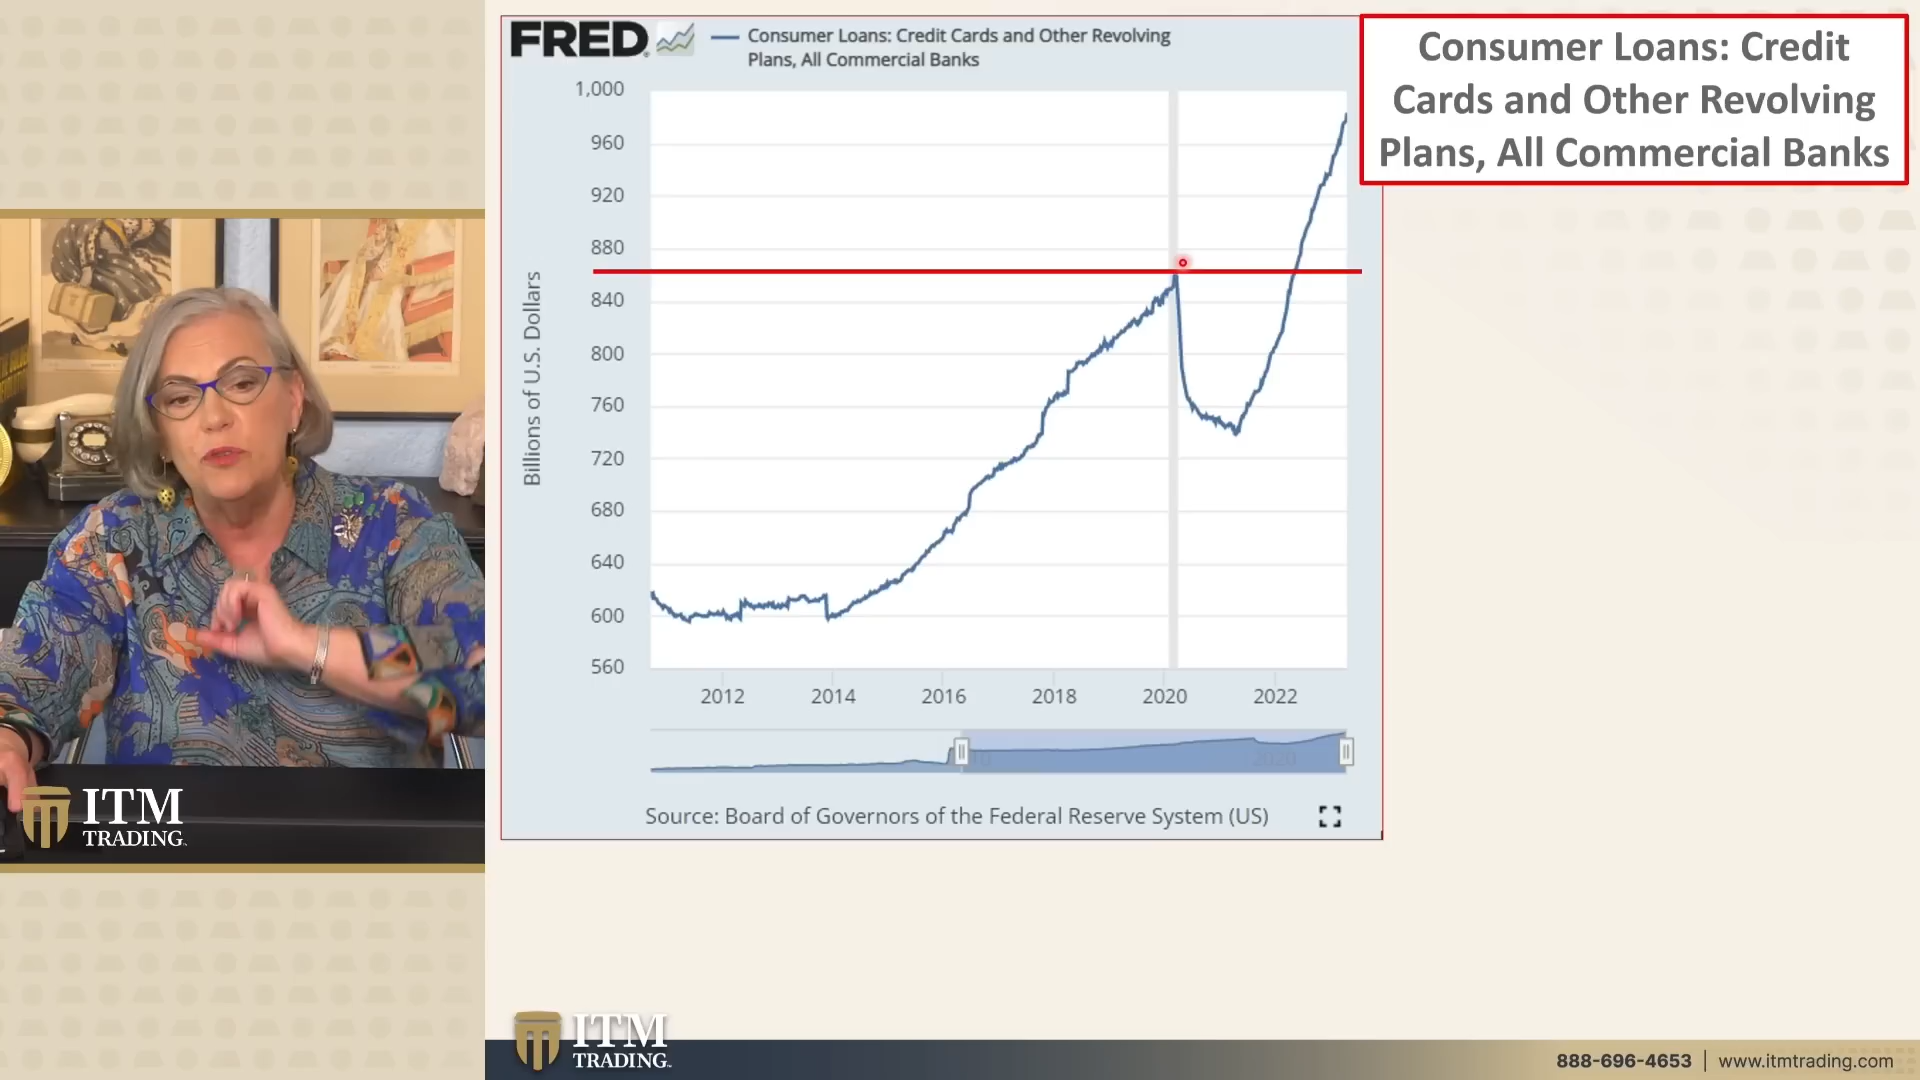 FRED
Consumer Loans: Credit Cards and Other Revolving
Plans, All Commercial Banks
Consumer Loans: Credit
Cards and Other Revolving
Plans, All Commercial Banks
1,000
960
920
880
840
800
760
720
680
640
600
560
Billions of U.S. Dollars
2012
2014
2016
2018
2020
2022
2020
Source: Board of Governors of the Federal Reserve System (US)
ITM
TRADING
ITM
TRADING
888-696-4653 | www.itmtrading.com